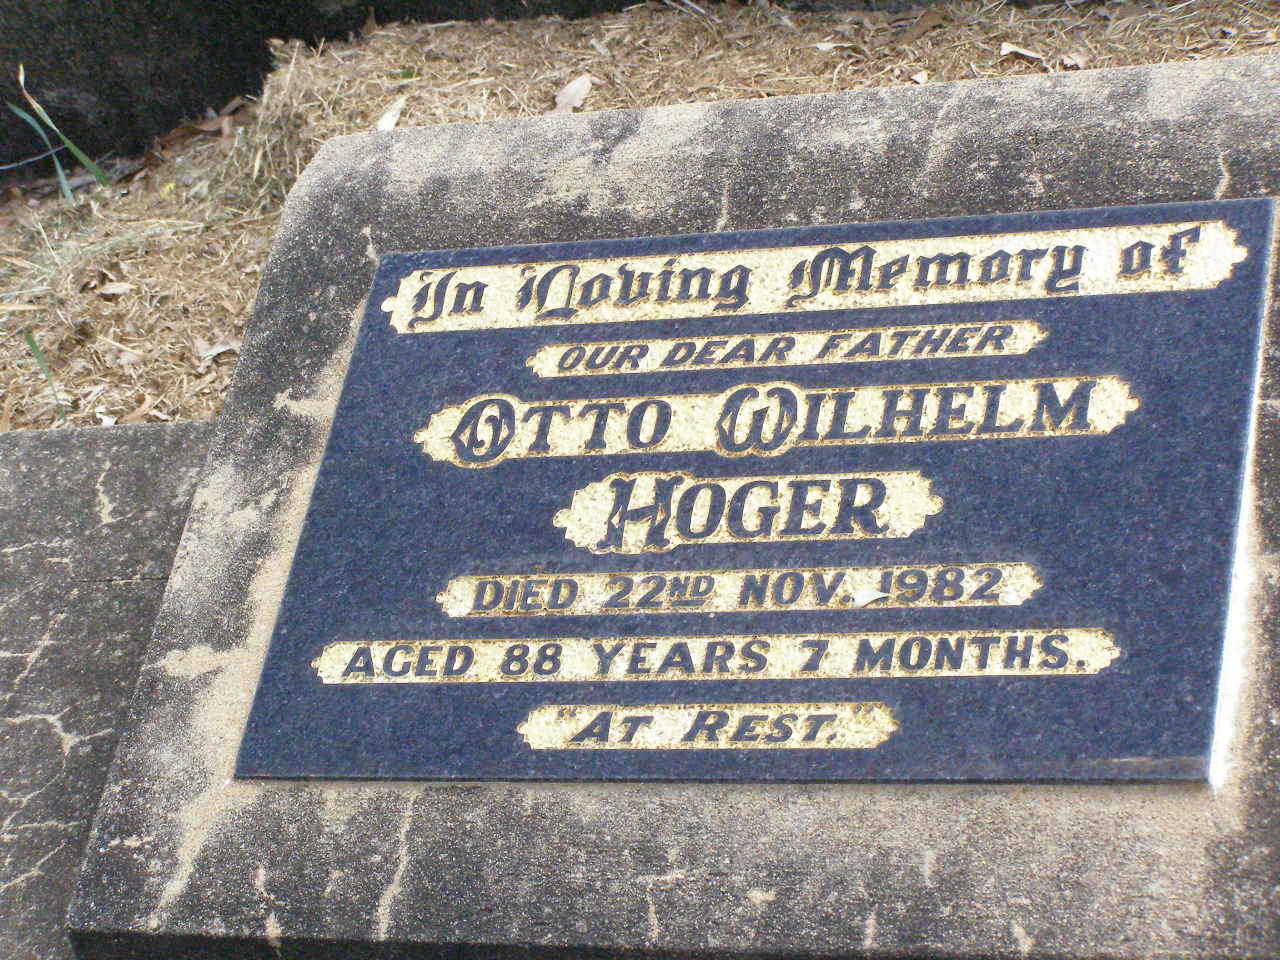 In Loving Memory of
OUR DEAR FATHER
OTTO WILHELM
HOGER
DIED 22ND NOV. 1982
AGED 88 YEARS 7 MONTHS.
"AT REST."